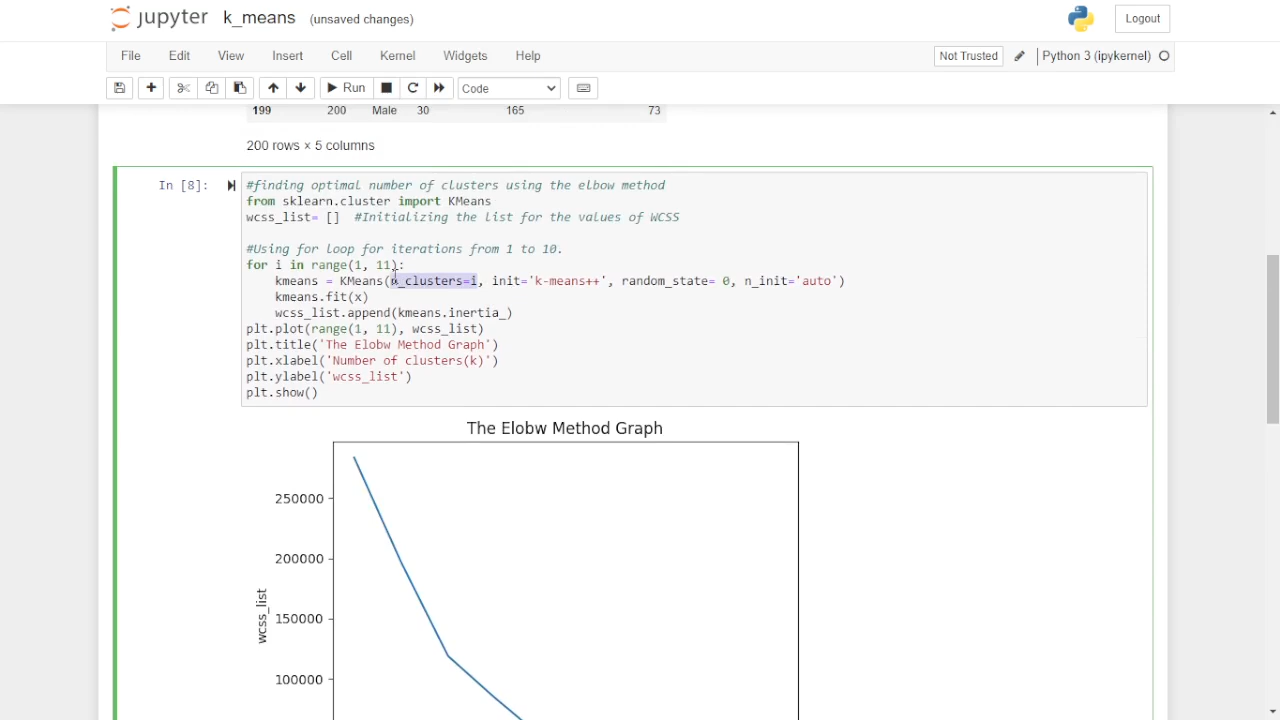 jupyter k_means (unsaved changes) Logout
File Edit View Insert Cell Kernel Widgets Help Not Trusted Python 3 (ipykernel)
Run Code
199 200 Male 30 165 73
200 rows × 5 columns
In [8]:
#finding optimal number of clusters using the elbow method
from sklearn.cluster import KMeans
wcss_list= [] #Initializing the list for the values of WCSS
#Using for loop for iterations from 1 to 10.
for i in range(1, 11):
kmeans = KMeans(n_clusters=i, init='k-means++', random_state= 0, n_init='auto')
kmeans.fit(x)
wcss_list.append(kmeans.inertia_)
plt.plot(range(1, 11), wcss_list)
plt.title('The Elobw Method Graph')
plt.xlabel('Number of clusters(k)')
plt.ylabel('wcss_list')
plt.show()
The Elobw Method Graph
250000
200000
150000
100000
wcss_list